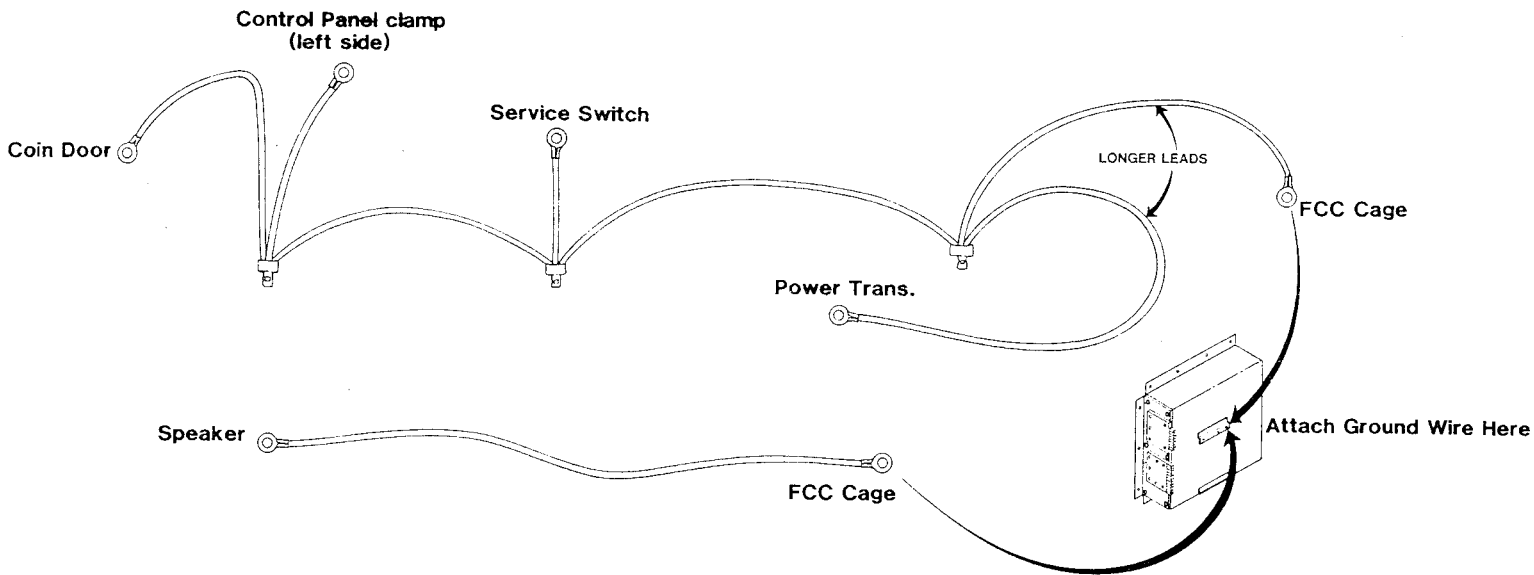 Control Panel clamp
(left side)
Service Switch
Coin Door
LONGER LEADS
FCC Cage
Power Trans.
Speaker
Attach Ground Wire Here
FCC Cage